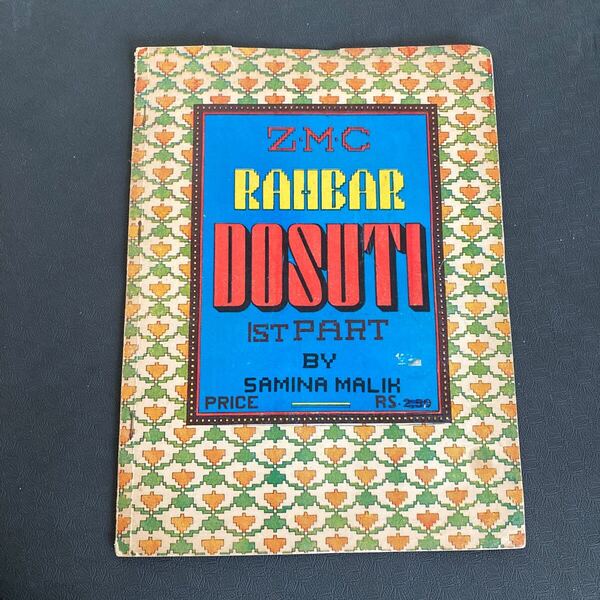 Z·M·C
RAHBAR
DOSUTI
1ST PART
BY
SAMINA MALIK
PRICE RS.